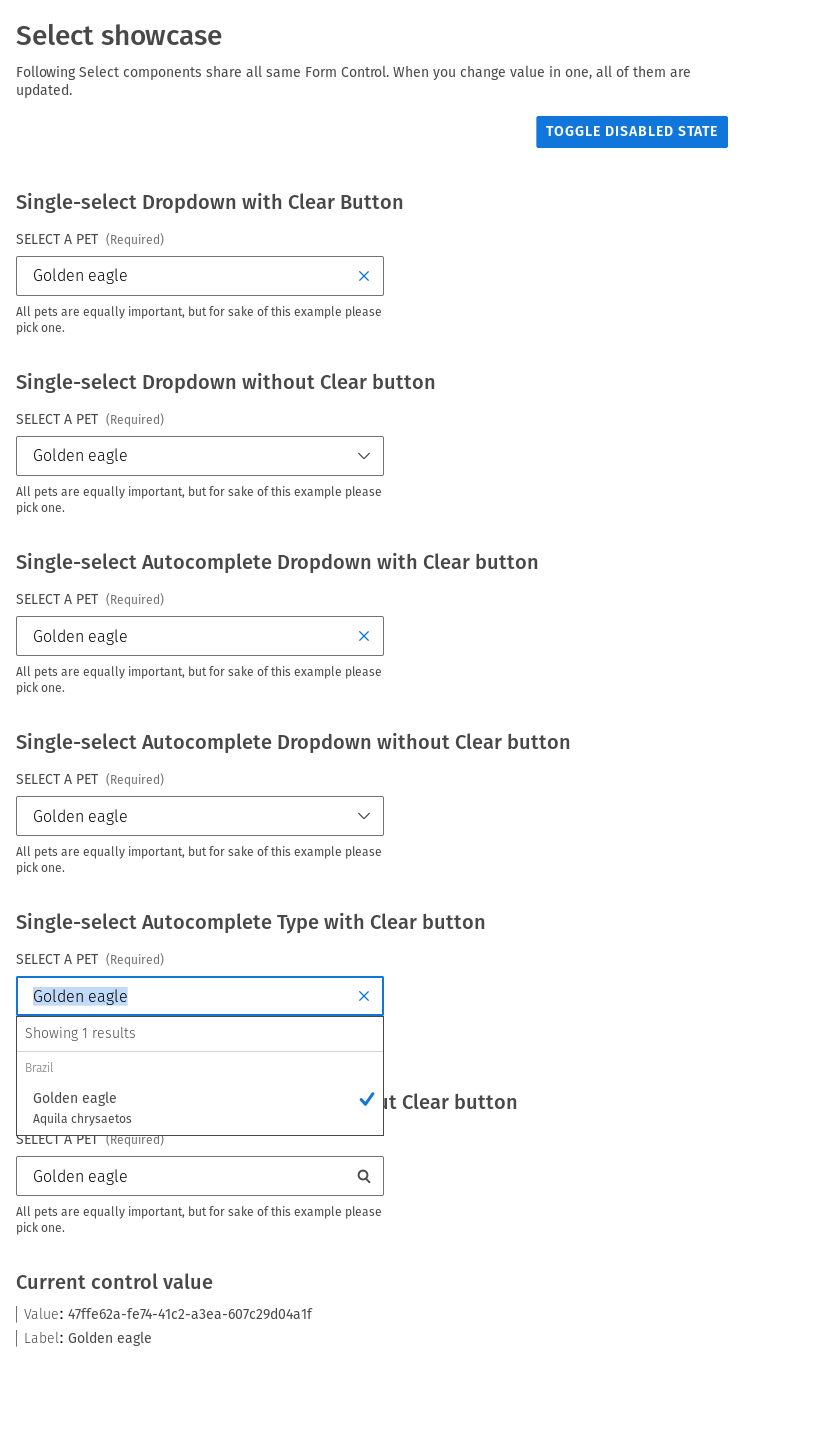 Select showcase
Following Select components share all same Form Control. When you change value in one, all of them are
updated.
TOGGLE DISABLED STATE
Single-select Dropdown with Clear Button
SELECT A PET (Required)
Golden eagle
All pets are equally important, but for sake of this example please
pick one.
Single-select Dropdown without Clear button
SELECT A PET (Required)
Golden eagle
All pets are equally important, but for sake of this example please
pick one.
Single-select Autocomplete Dropdown with Clear button
SELECT A PET (Required)
Golden eagle
All pets are equally important, but for sake of this example please
pick one.
Single-select Autocomplete Dropdown without Clear button
SELECT A PET (Required)
Golden eagle
All pets are equally important, but for sake of this example please
pick one.
Single-select Autocomplete Type with Clear button
SELECT A PET (Required)
Golden eagle
Showing 1 results
Brazil
Golden eagle
Aquila chrysaetos
ut Clear button
SELECT A PET (Required)
Golden eagle
All pets are equally important, but for sake of this example please
pick one.
Current control value
Value: 47ffe62a-fe74-41c2-a3ea-607c29d04a1f
Label: Golden eagle